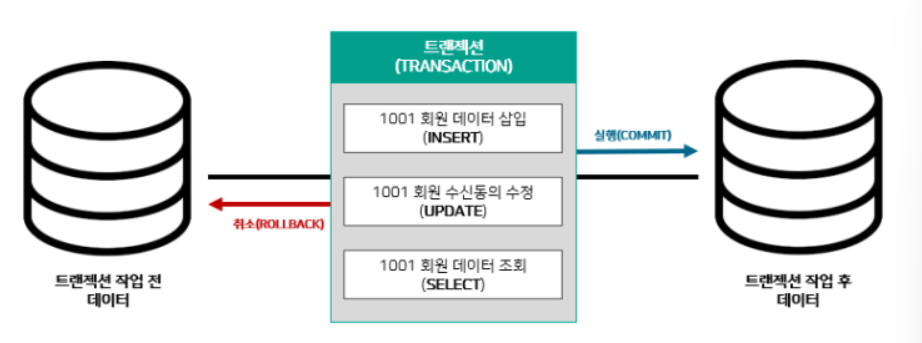 트랜젝션
(TRANSACTION)
1001 회원 데이터 삽입
(INSERT)
실행(COMMIT)
1001 회원 수신동의 수정
(UPDATE)
취소(ROLLBACK)
1001 회원 데이터 조회
(SELECT)
트랜젝션 작업 전
데이터
트랜젝션 작업 후
데이터